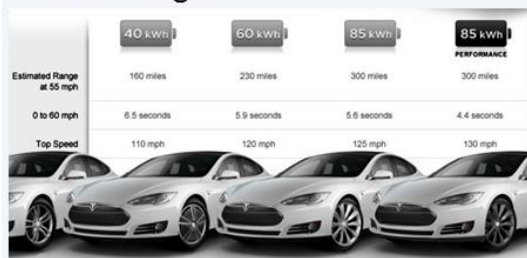 40 kWh 60 kWh 85 kWh 85 kWh
PERFORMANCE
Estimated Range
at 55 mph
160 miles 230 miles 300 miles 300 miles
0 to 60 mph 6.5 seconds 5.9 seconds 5.6 seconds 4.4 seconds
Top Speed 110 mph 120 mph 125 mph 130 mph